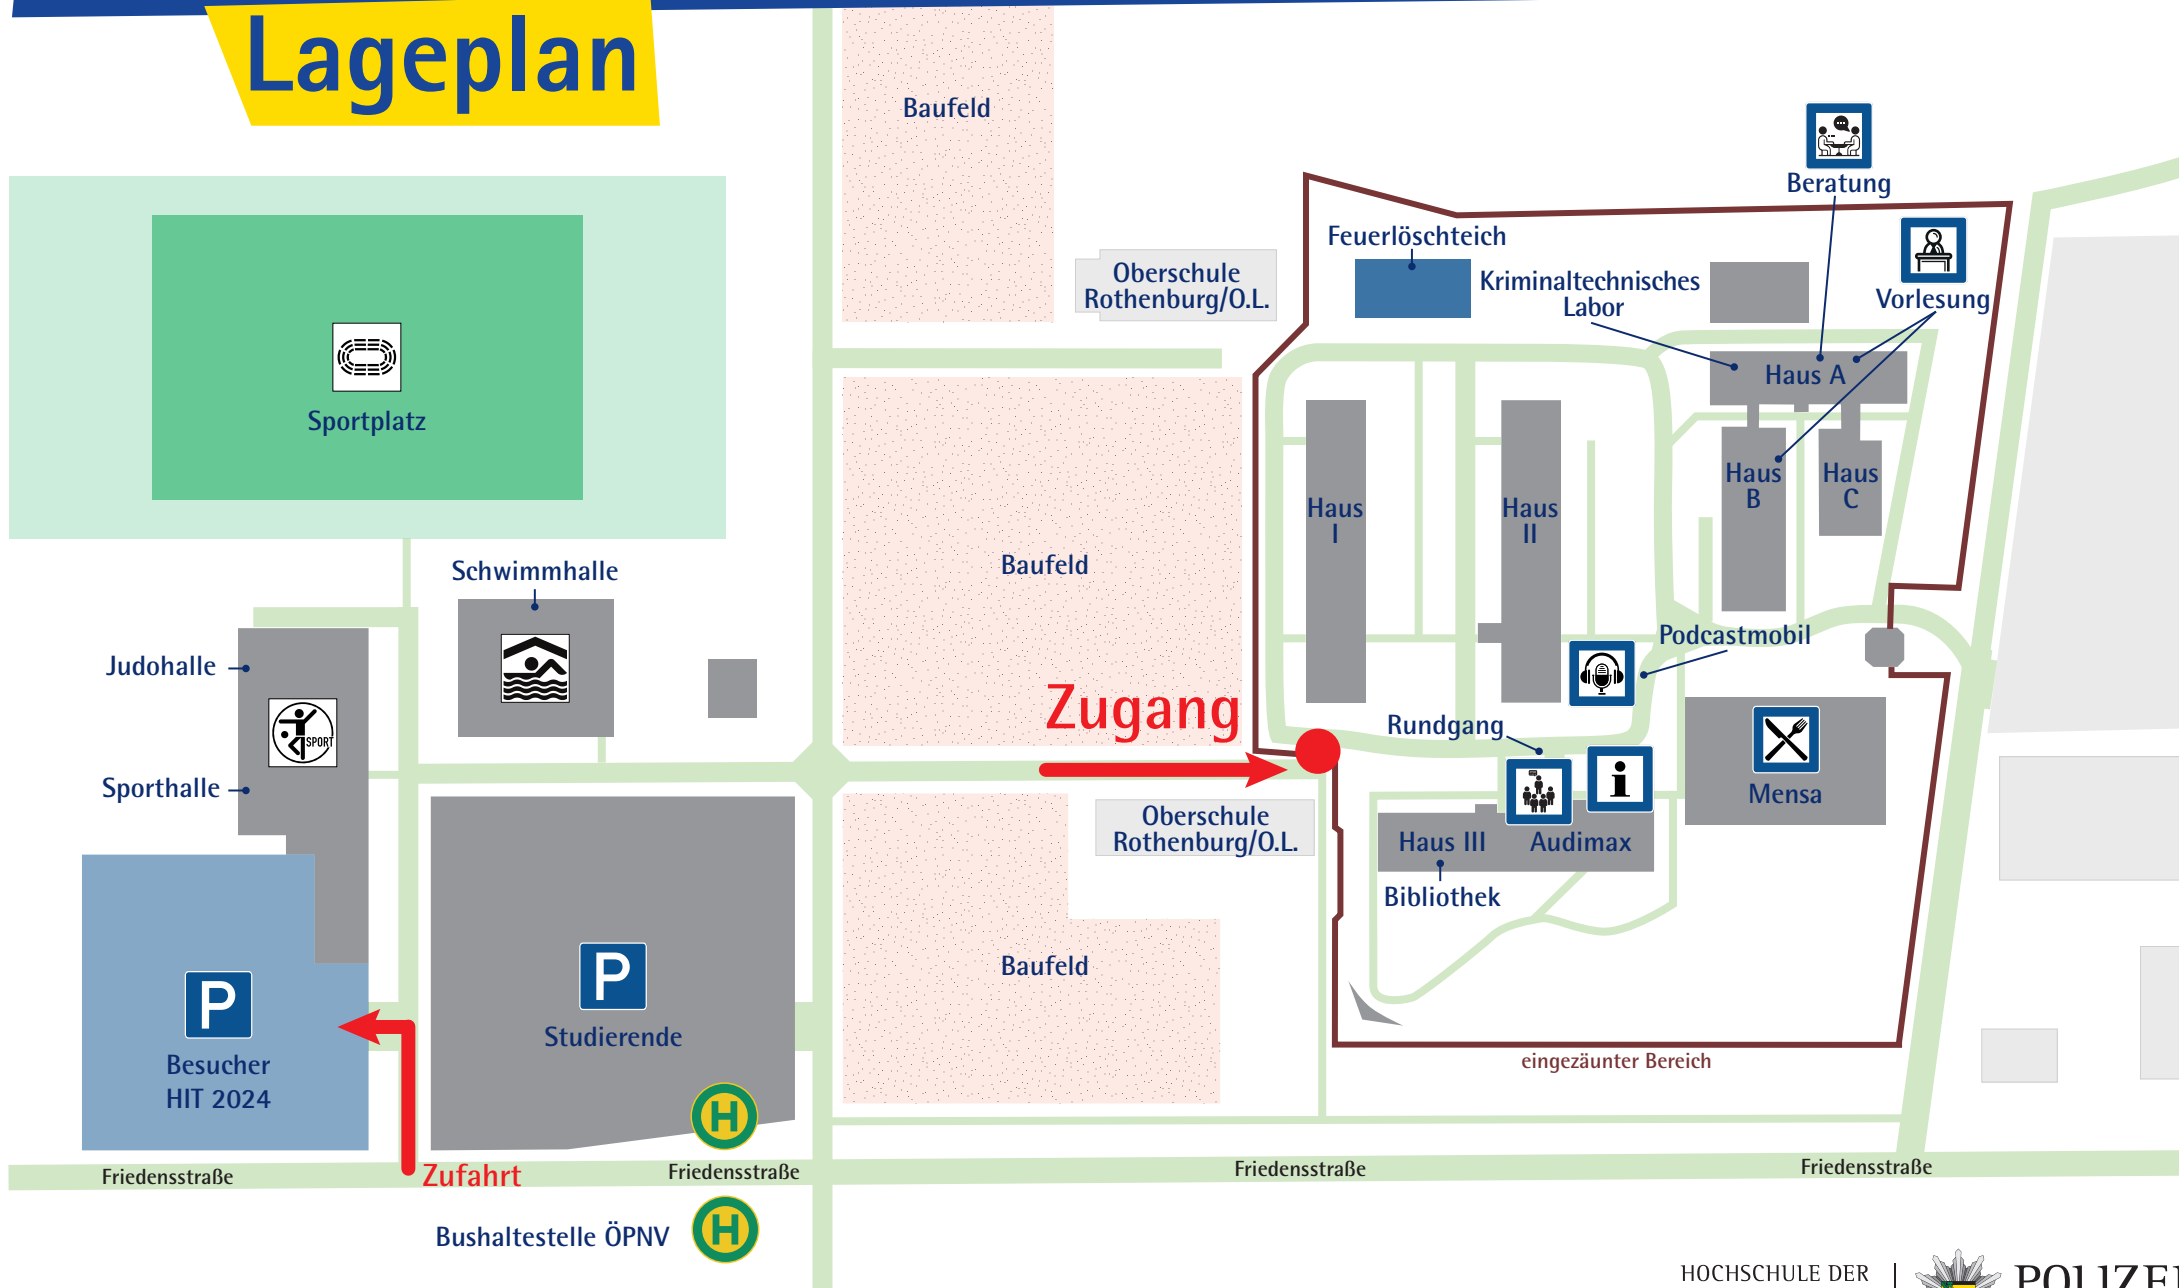 Lageplan
Baufeld
Beratung
Feuerlöschteich
Oberschule
Rothenburg/O.L.
Kriminaltechnisches
Labor
Vorlesung
Haus A
Sportplatz
Haus
B
Haus
C
Haus
I
Haus
II
Baufeld
Schwimmhalle
Judohalle
SPORT
Sporthalle
Podcastmobil
Zugang
Rundgang
Mensa
Oberschule
Rothenburg/O.L.
Haus III
Audimax
Bibliothek
Baufeld
P
Studierende
P
Besucher
HIT 2024
eingezäunter Bereich
H
Friedensstraße
Zufahrt
Friedensstraße
Friedensstraße
Friedensstraße
Bushaltestelle ÖPNV
H
HOCHSCHULE DER
POLIZEI